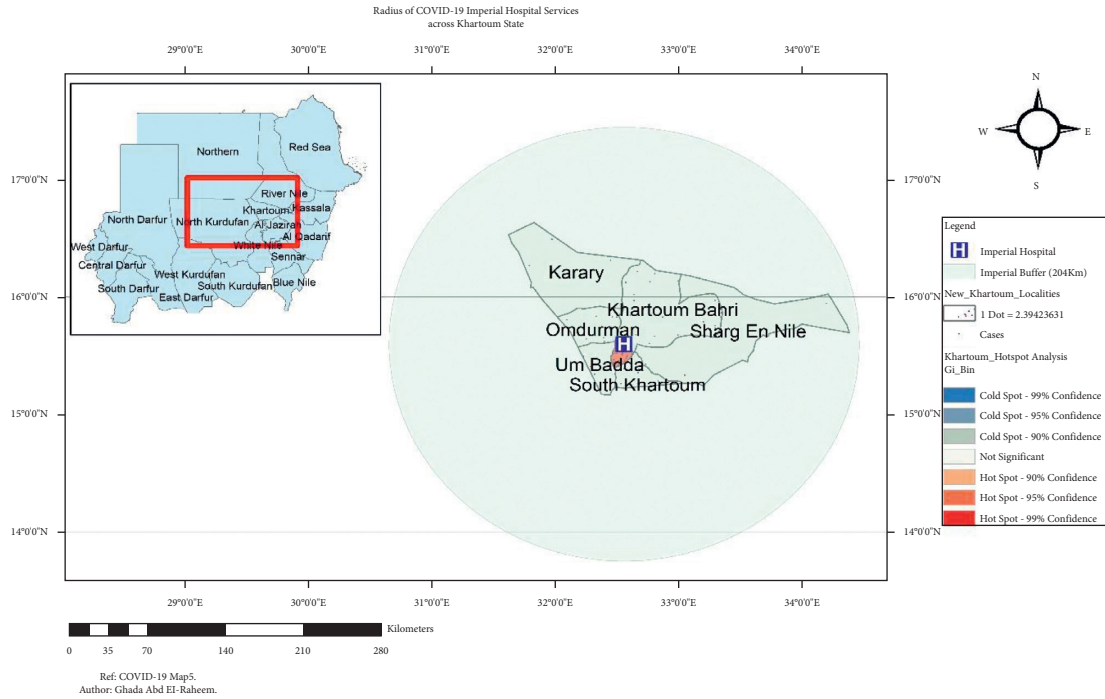 Radius of COVID-19 Imperial Hospital Services
across Khartoum State
29°0'0"E 30°0'0"E 31°0'0"E 32°0'0"E 33°0'0"E 34°0'0"E
17°0'0"N
16°0'0"N
15°0'0"N
14°0'0"N
Northern
Red Sea
River Nile
North Darfur
North Kurdufan
Khartoum
Kassala
Al Jazirah
Al Qadarif
West Darfur
White Nile
Central Darfur
Sennar
West Kurdufan
South Darfur
South Kurdufan
Blue Nile
East Darfur
Karary
Khartoum Bahri
Omdurman
Sharg En Nile
H
Um Badda
South Khartoum
17°0'0"N
16°0'0"N
15°0'0"N
14°0'0"N
29°0'0"E 30°0'0"E 31°0'0"E 32°0'0"E 33°0'0"E 34°0'0"E
N
W E
S
Legend
H Imperial Hospital
Imperial Buffer (204Km)
New_Khartoum_Localities
1 Dot = 2.39423631
Cases
Khartoum_Hotspot Analysis
Gi_Bin
Cold Spot - 99% Confidence
Cold Spot - 95% Confidence
Cold Spot - 90% Confidence
Not Significant
Hot Spot - 90% Confidence
Hot Spot - 95% Confidence
Hot Spot - 99% Confidence
Kilometers
0 35 70 140 210 280
Ref: COVID-19 Map5.
Author: Ghada Abd EI-Raheem.